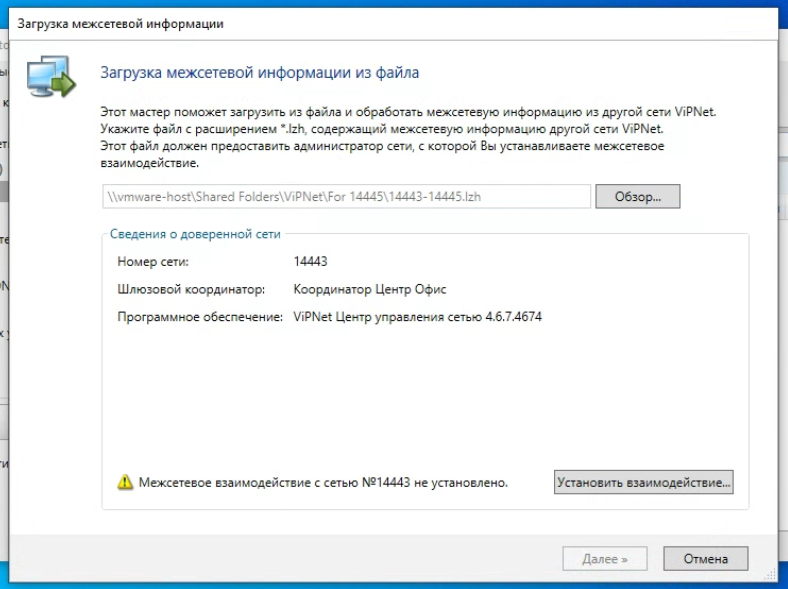 Загрузка межсетевой информации
Загрузка межсетевой информации из файла
Этот мастер поможет загрузить из файла и обработать межсетевую информацию из другой сети ViPNet.
Укажите файл с расширением *.lzh, содержащий межсетевую информацию другой сети ViPNet.
Этот файл должен предоставить администратор сети, с которой Вы устанавливаете межсетевое
взаимодействие.
\\vmware-host\Shared Folders\ViPNet\For 14445\14443-14445.lzh
Обзор...
Сведения о доверенной сети
Номер сети: 14443
Шлюзовой координатор: Координатор Центр Офис
Программное обеспечение: ViPNet Центр управления сетью 4.6.7.4674
Межсетевое взаимодействие с сетью №14443 не установлено.
Установить взаимодействие...
Далее »
Отмена